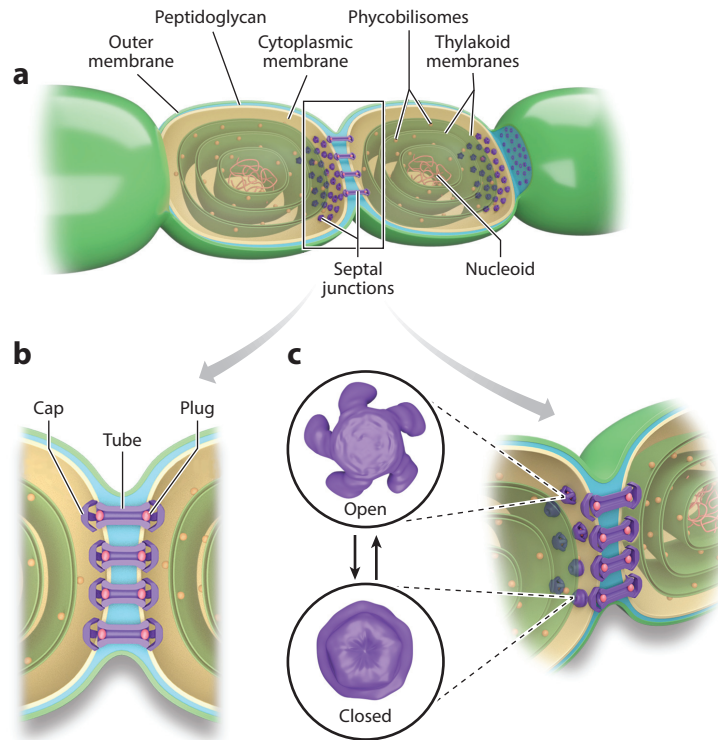 a
Outer
membrane
Peptidoglycan
Cytoplasmic
membrane
Phycobilisomes
Thylakoid
membranes
Septal
junctions
Nucleoid
b
Cap
Tube
Plug
c
Open
Closed